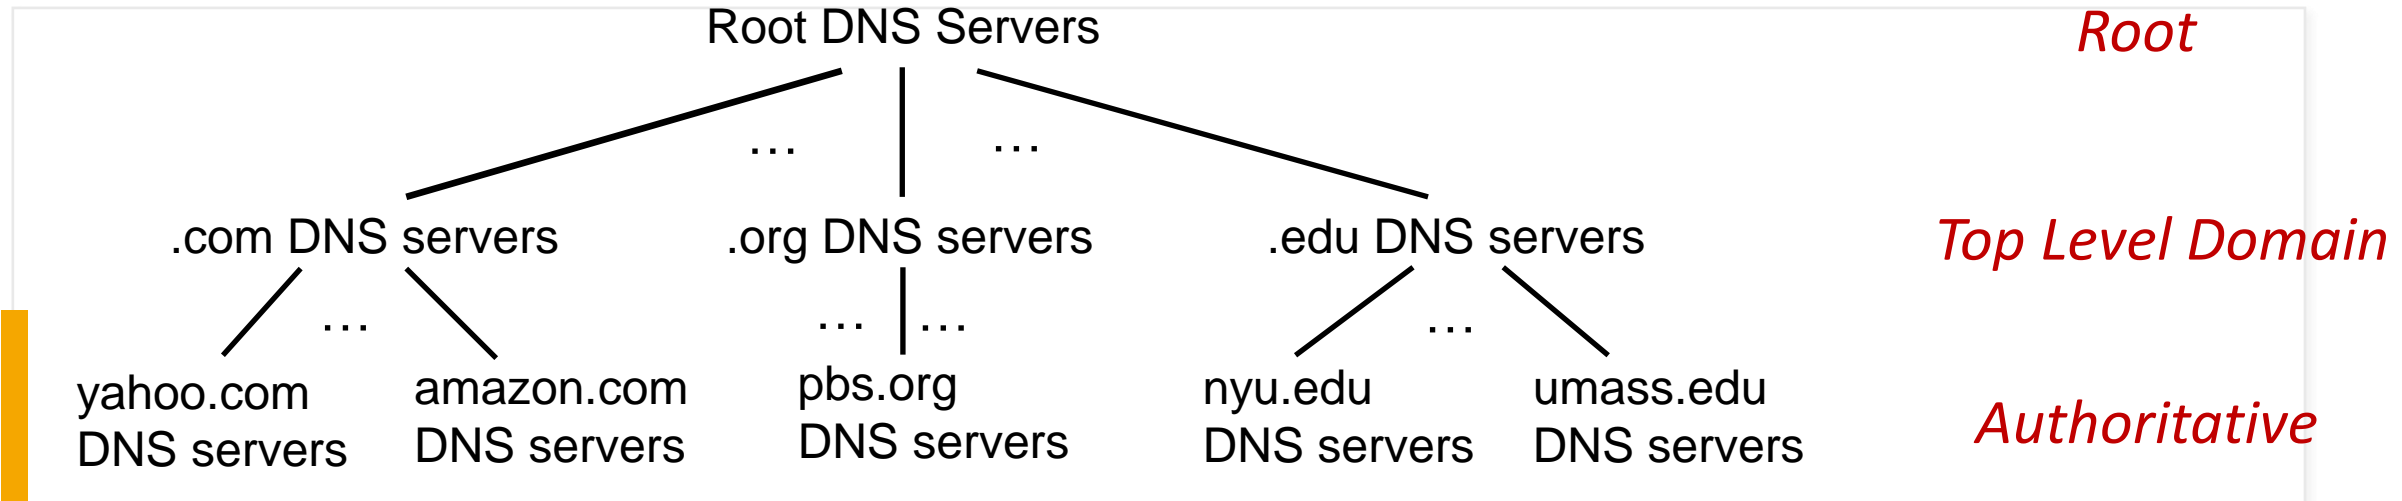 Root DNS Servers
Root
…
…
.com DNS servers
.org DNS servers
.edu DNS servers
Top Level Domain
…
…
…
…
yahoo.com
DNS servers
amazon.com
DNS servers
pbs.org
DNS servers
nyu.edu
DNS servers
umass.edu
DNS servers
Authoritative